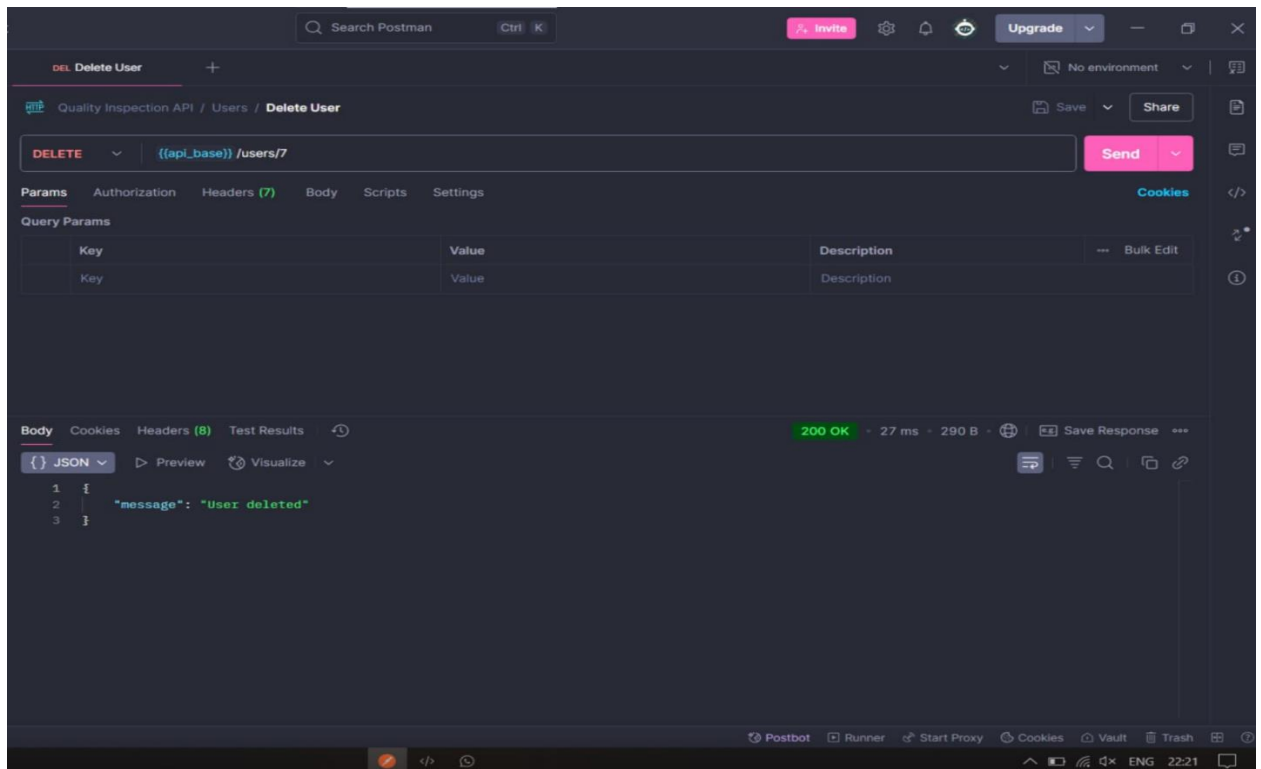 Search Postman Ctrl K Invite Upgrade
DEL Delete User No environment
HTTP Quality Inspection API / Users / Delete User Save Share
DELETE {{api_base}} /users/7 Send
Params Authorization Headers (7) Body Scripts Settings Cookies
Query Params
Key Value Description Bulk Edit
Key Value Description
Body Cookies Headers (8) Test Results 200 OK 27 ms 290 B Save Response
{} JSON Preview Visualize
1 {
2 "message": "User deleted"
3 }
Postbot Runner Start Proxy Cookies Vault Trash
ENG 22:21